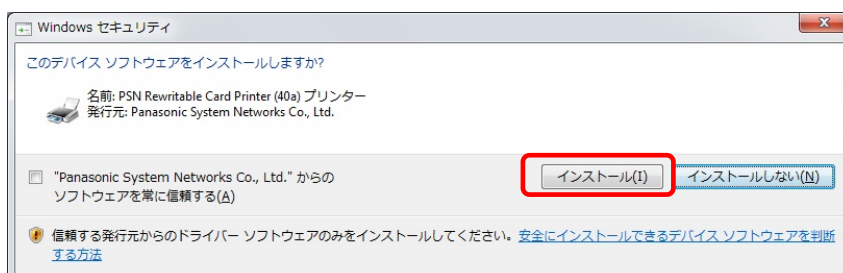 Windows セキュリティ
このデバイス ソフトウェアをインストールしますか?
名前: PSN Rewritable Card Printer (40a) プリンター
発行元: Panasonic System Networks Co., Ltd.
"Panasonic System Networks Co., Ltd." からの
ソフトウェアを常に信頼する(A)
インストール(I)
インストールしない(N)
信頼する発行元からのドライバー ソフトウェアのみをインストールしてください。安全にインストールできるデバイス ソフトウェアを判断
する方法